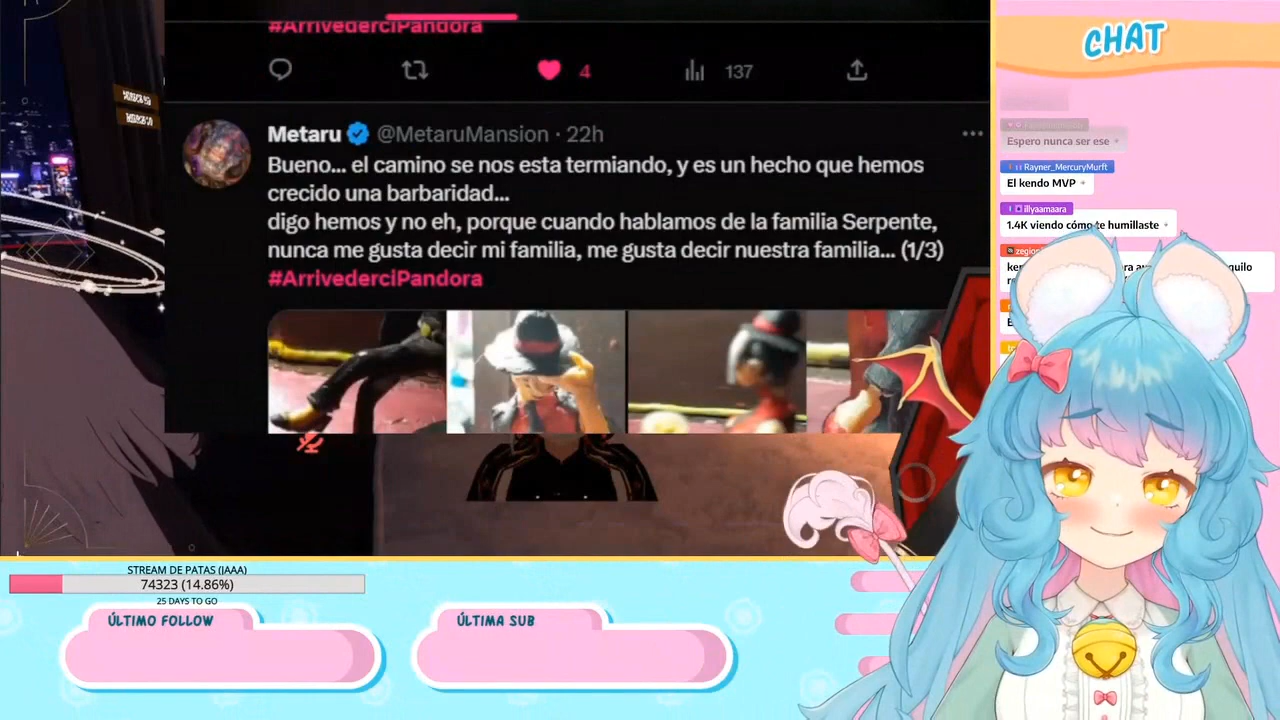 #ArrivederciPandora
4
137
Metaru @MetaruMansion · 22h
Bueno... el camino se nos esta termiando, y es un hecho que hemos
crecido una barbaridad...
digo hemos y no eh, porque cuando hablamos de la familia Serpente,
nunca me gusta decir mi familia, me gusta decir nuestra familia... (1/3)
#ArrivederciPandora
CHAT
Espero nunca ser ese
Rayner_MercuryMurft
El kendo MVP
illyaamaara
1.4K viendo cómo te humillaste
STREAM DE PATAS (JAAA)
74323 (14.86%)
25 DAYS TO GO
ÚLTIMO FOLLOW
ÚLTIMA SUB